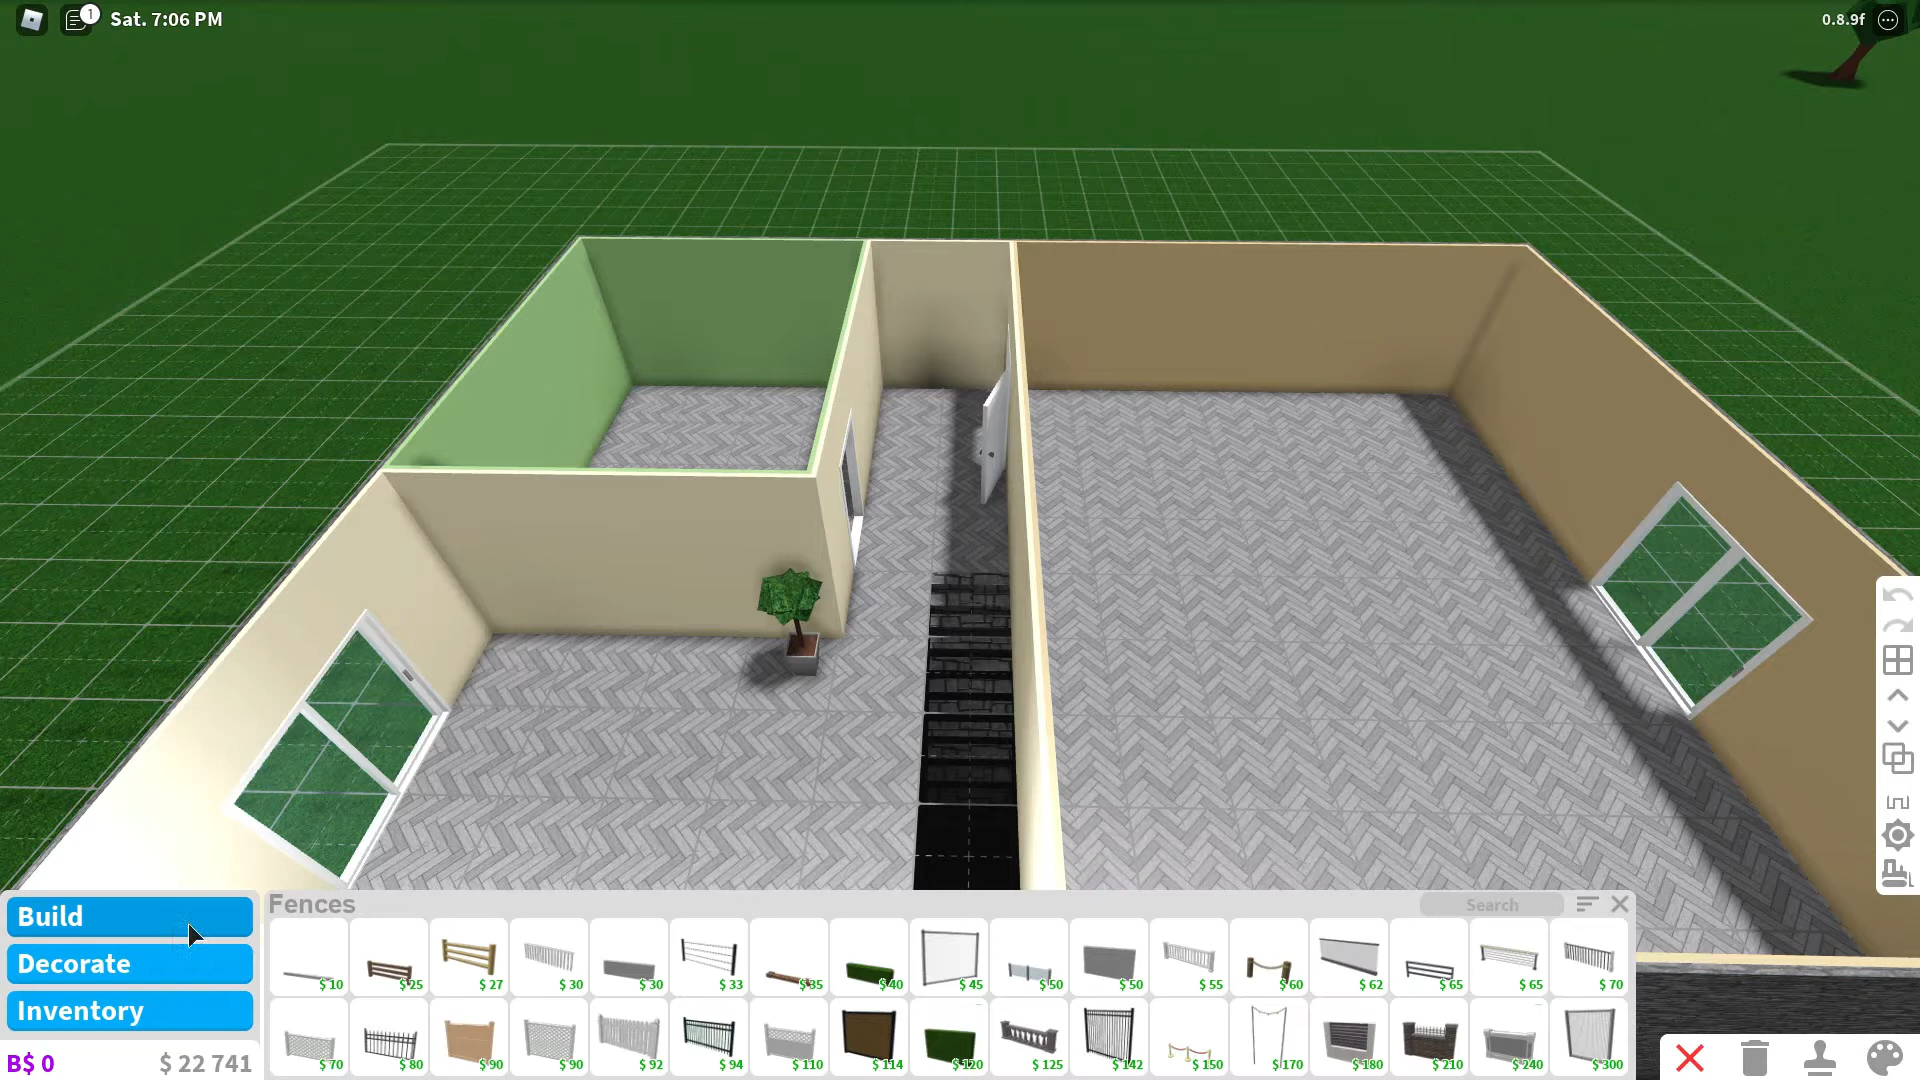 1 Sat. 7:06 PM
0.8.9f
Build
Decorate
Inventory
B$ 0 $ 22 741
Fences
Search
$ 10 $ 25 $ 27 $ 30 $ 30 $ 33 $ 35 $ 40 $ 45 $ 50 $ 50 $ 55 $ 60 $ 62 $ 65 $ 65 $ 70
$ 70 $ 80 $ 90 $ 90 $ 92 $ 94 $ 110 $ 114 $ 120 $ 125 $ 142 $ 150 $ 170 $ 180 $ 210 $ 240 $ 300